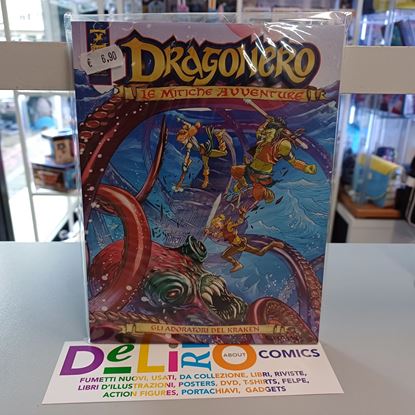 € 6,90
DRAGONERO
LE MITICHE AVVENTURE
GLI ADORATORI DEL KRAKEN
DeLiRIO ABOUT COMICS
FUMETTI NUOVI, USATI, DA COLLEZIONE, LIBRI, RIVISTE,
LIBRI D'ILLUSTRAZIONI, POSTERS, DVD, T-SHIRTS, FELPE,
ACTION FIGURES, PORTACHIAVI, GADGETS